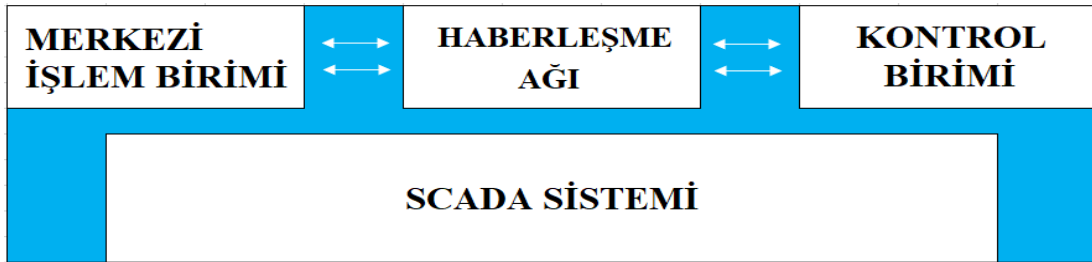 MERKEZİ
İŞLEM BİRİMİ
HABERLEŞME
AĞI
KONTROL
BİRİMİ
SCADA SİSTEMİ